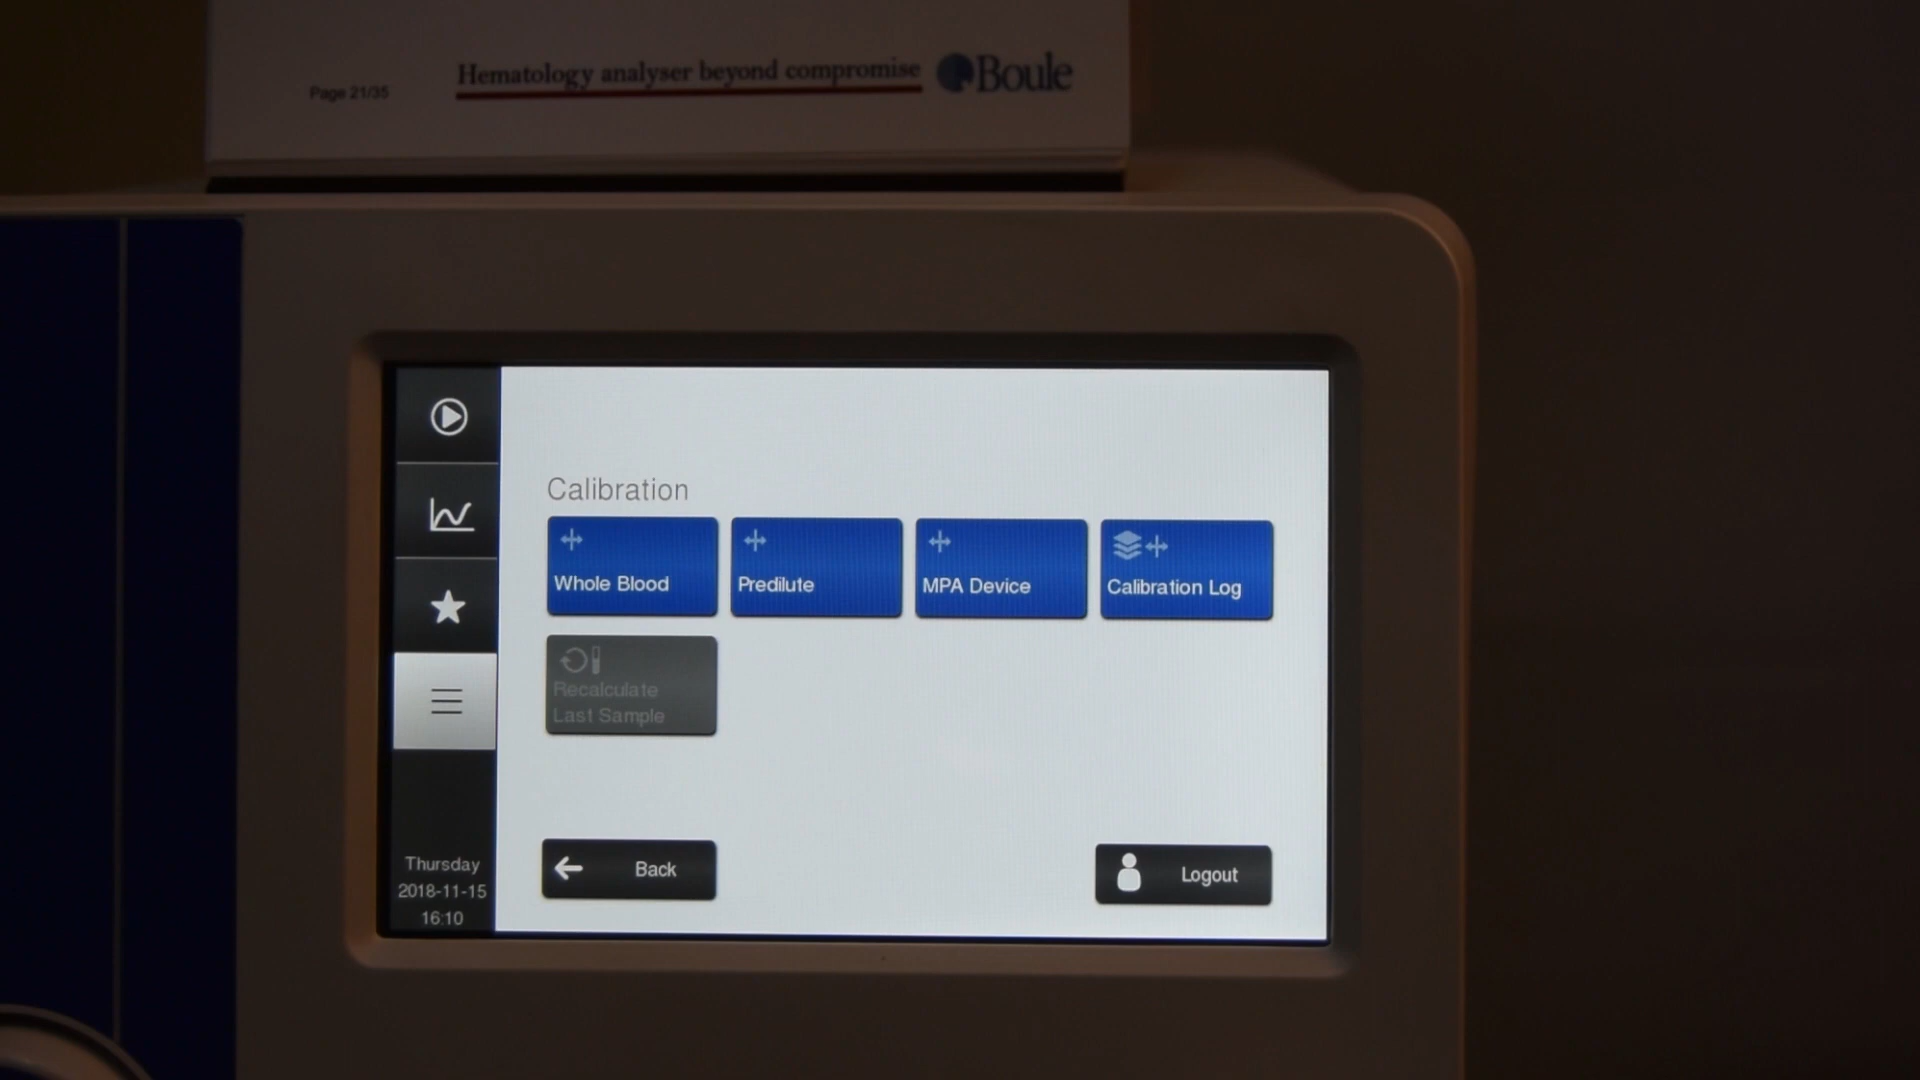 Page 21/35
Hematology analyser beyond compromise
Boule
Calibration
Whole Blood
Predilute
MPA Device
Calibration Log
Recalculate
Last Sample
Back
Logout
Thursday
2018-11-15
16:10